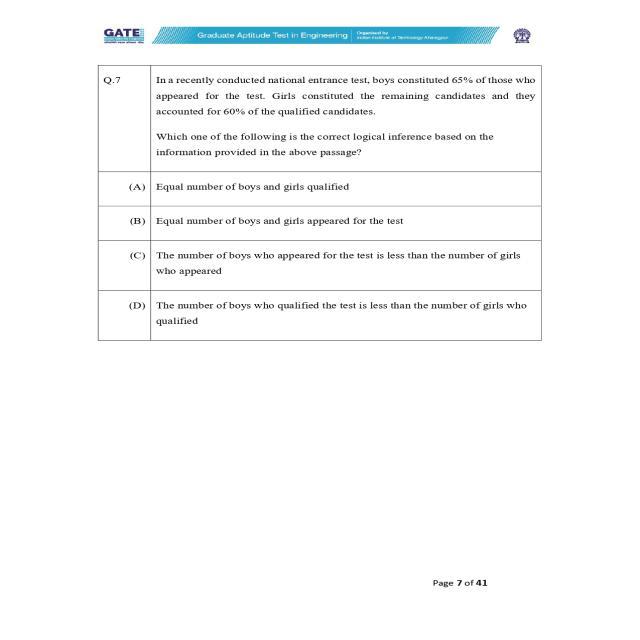 GATE
Graduate Aptitude Test in Engineering
Organised by
Indian Institute of Technology Kharagpur
Q.7
In a recently conducted national entrance test, boys constituted 65% of those who
appeared for the test. Girls constituted the remaining candidates and they
accounted for 60% of the qualified candidates.
Which one of the following is the correct logical inference based on the
information provided in the above passage?
(A) Equal number of boys and girls qualified
(B) Equal number of boys and girls appeared for the test
(C) The number of boys who appeared for the test is less than the number of girls
who appeared
(D) The number of boys who qualified the test is less than the number of girls who
qualified
Page 7 of 41